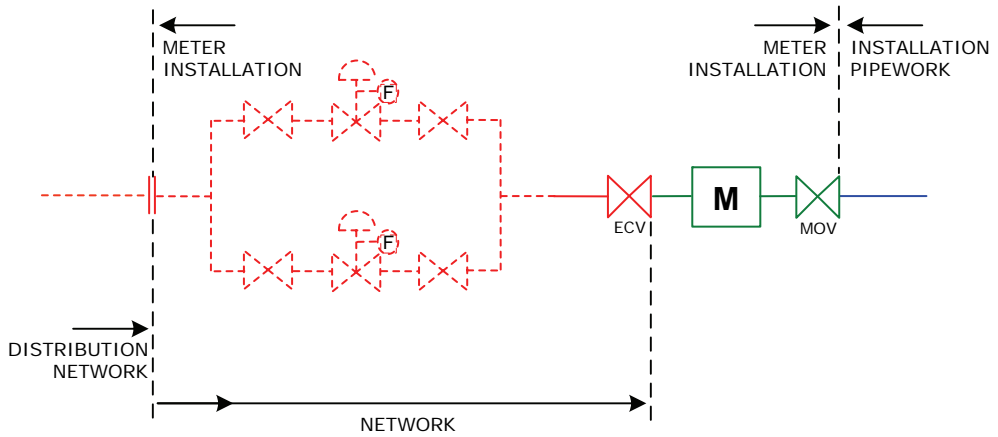 METER
INSTALLATION
METER
INSTALLATION
INSTALLATION
PIPEWORK
F
M
ECV
MOV
F
DISTRIBUTION
NETWORK
NETWORK